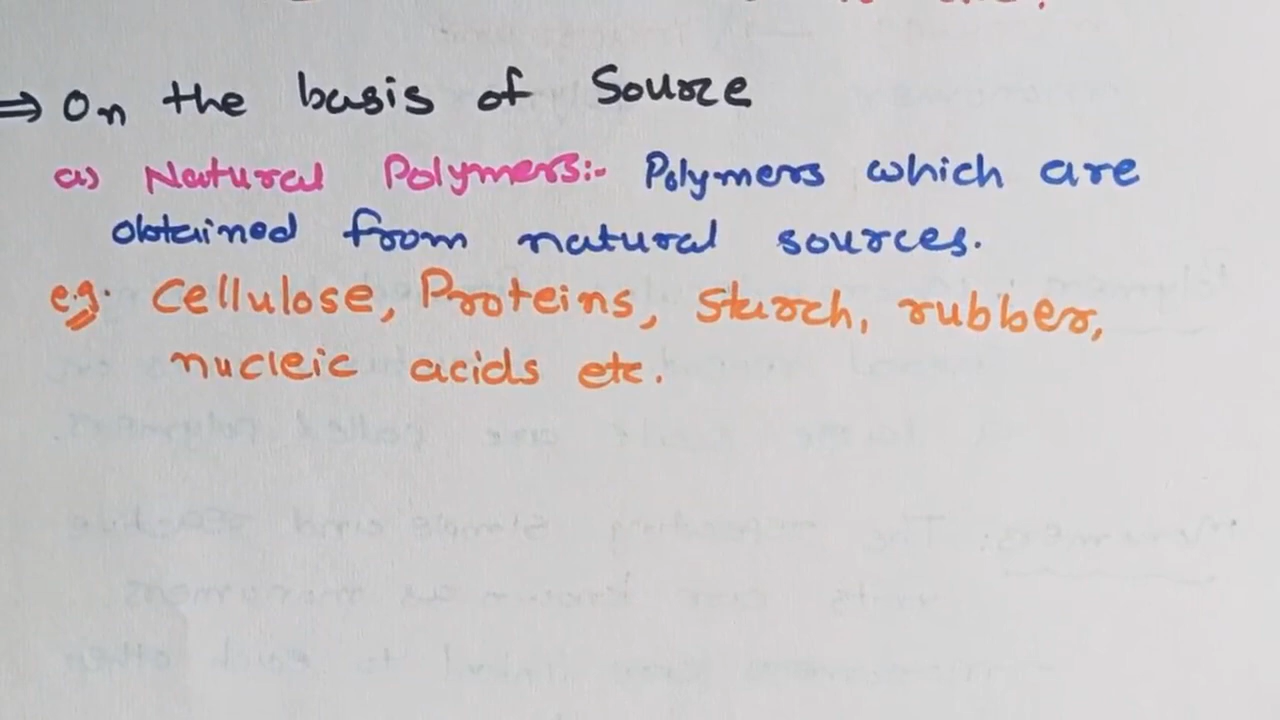 ⇒ On the basis of Source
a) Natural Polymers:- Polymers which are
obtained from natural sources.
e.g. Cellulose, Proteins, Starch, rubber,
nucleic acids etc.